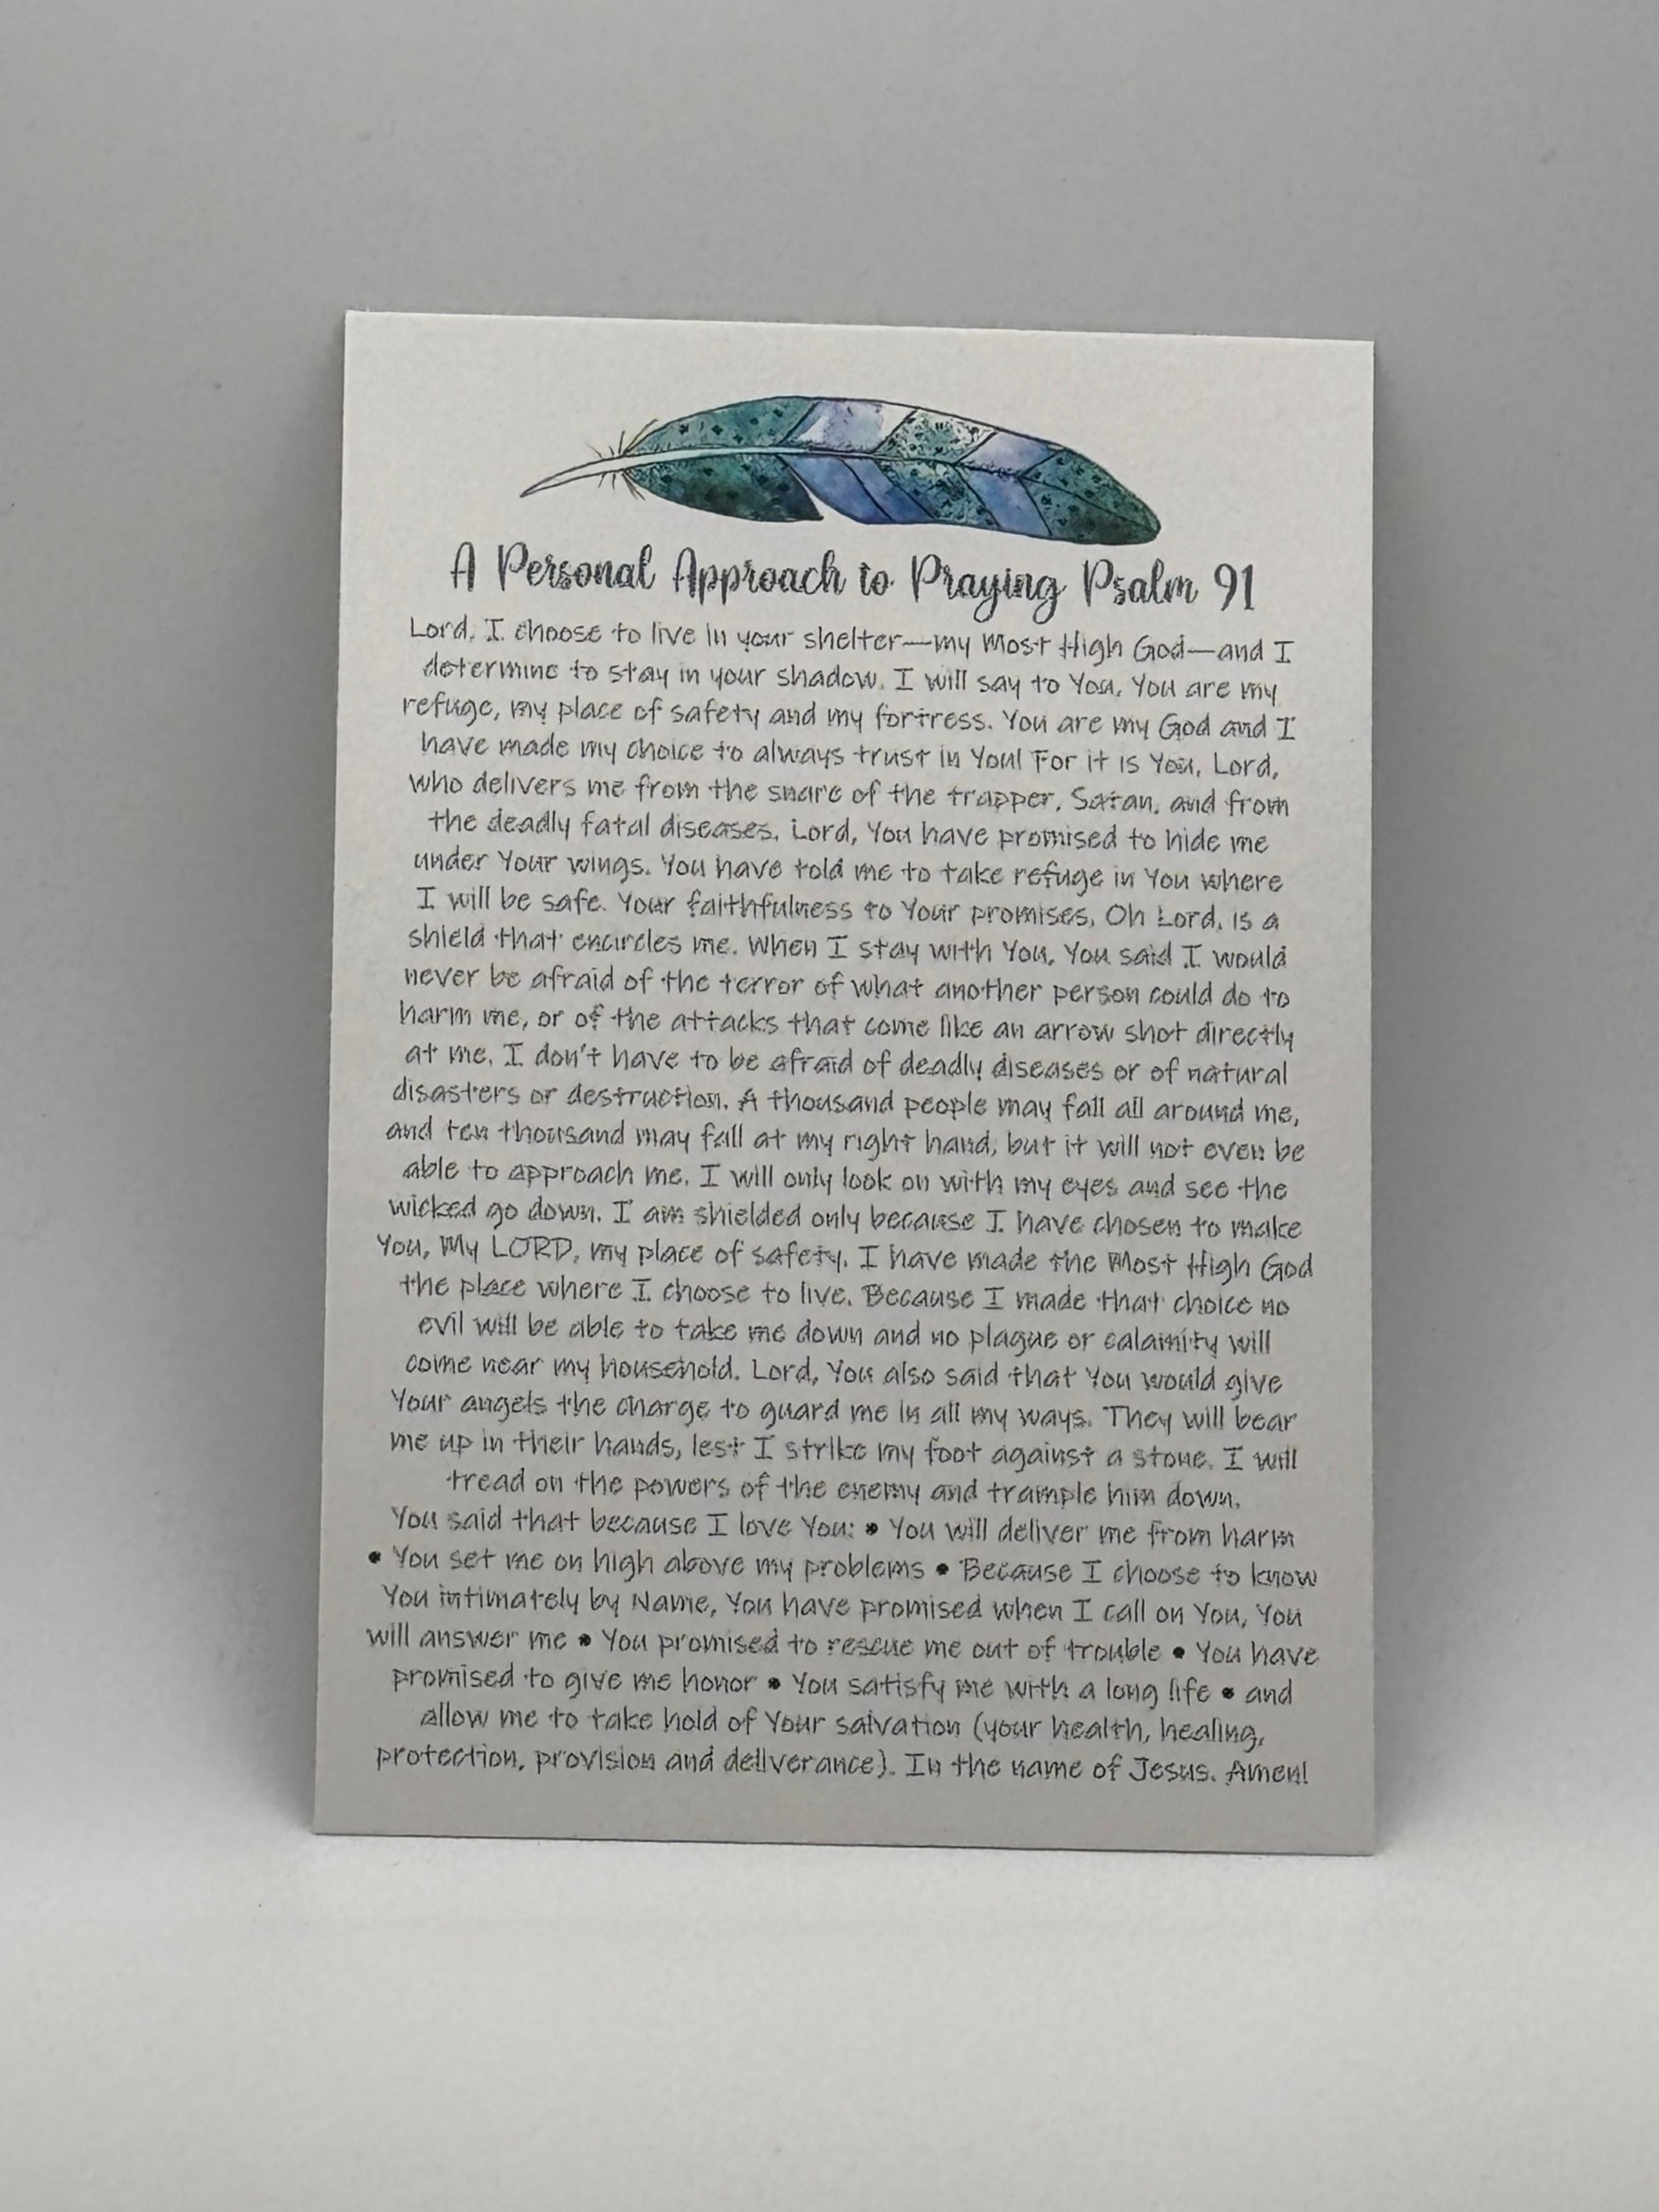 A Personal Approach to Praying Psalm 91
Lord, I choose to live in your shelter—my Most High God—and I
determine to stay in your shadow. I will say to You, You are my
refuge, my place of safety and my fortress. You are my God and I
have made my choice to always trust in You! For it is You, Lord,
who delivers me from the snare of the trapper, Satan, and from
the deadly fatal diseases. Lord, You have promised to hide me
under Your wings. You have told me to take refuge in You where
I will be safe. Your faithfulness to Your promises, Oh Lord, is a
shield that encircles me. When I stay with You, You said I would
never be afraid of the terror of what another person could do to
harm me, or of the attacks that come like an arrow shot directly
at me. I don't have to be afraid of deadly diseases or of natural
disasters or destruction. A thousand people may fall all around me,
and ten thousand may fall at my right hand, but it will not even be
able to approach me. I will only look on with my eyes and see the
wicked go down. I am shielded only because I have chosen to make
You, My LORD, my place of safety. I have made the Most High God
the place where I choose to live. Because I made that choice no
evil will be able to take me down and no plague or calamity will
come near my household. Lord, You also said that You would give
Your angels the charge to guard me in all my ways. They will bear
me up in their hands, lest I strike my foot against a stone. I will
tread on the powers of the enemy and trample him down.
You said that because I love You: • You will deliver me from harm
• You set me on high above my problems • Because I choose to know
You intimately by Name, You have promised when I call on You, You
will answer me • You promised to rescue me out of trouble • You have
promised to give me honor • You satisfy me with a long life • and
allow me to take hold of Your salvation (your health, healing,
protection, provision and deliverance). In the name of Jesus. Amen!